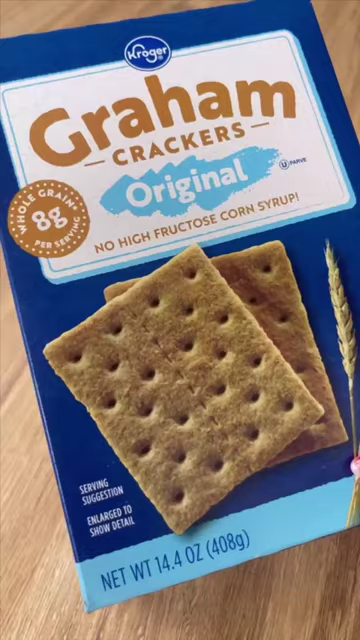 Kroger
Graham
CRACKERS
Original
U PARVE
WHOLE GRAIN*
8g
PER SERVING
NO HIGH FRUCTOSE CORN SYRUP!
SERVING
SUGGESTION
ENLARGED TO
SHOW DETAIL
NET WT 14.4 OZ (408g)